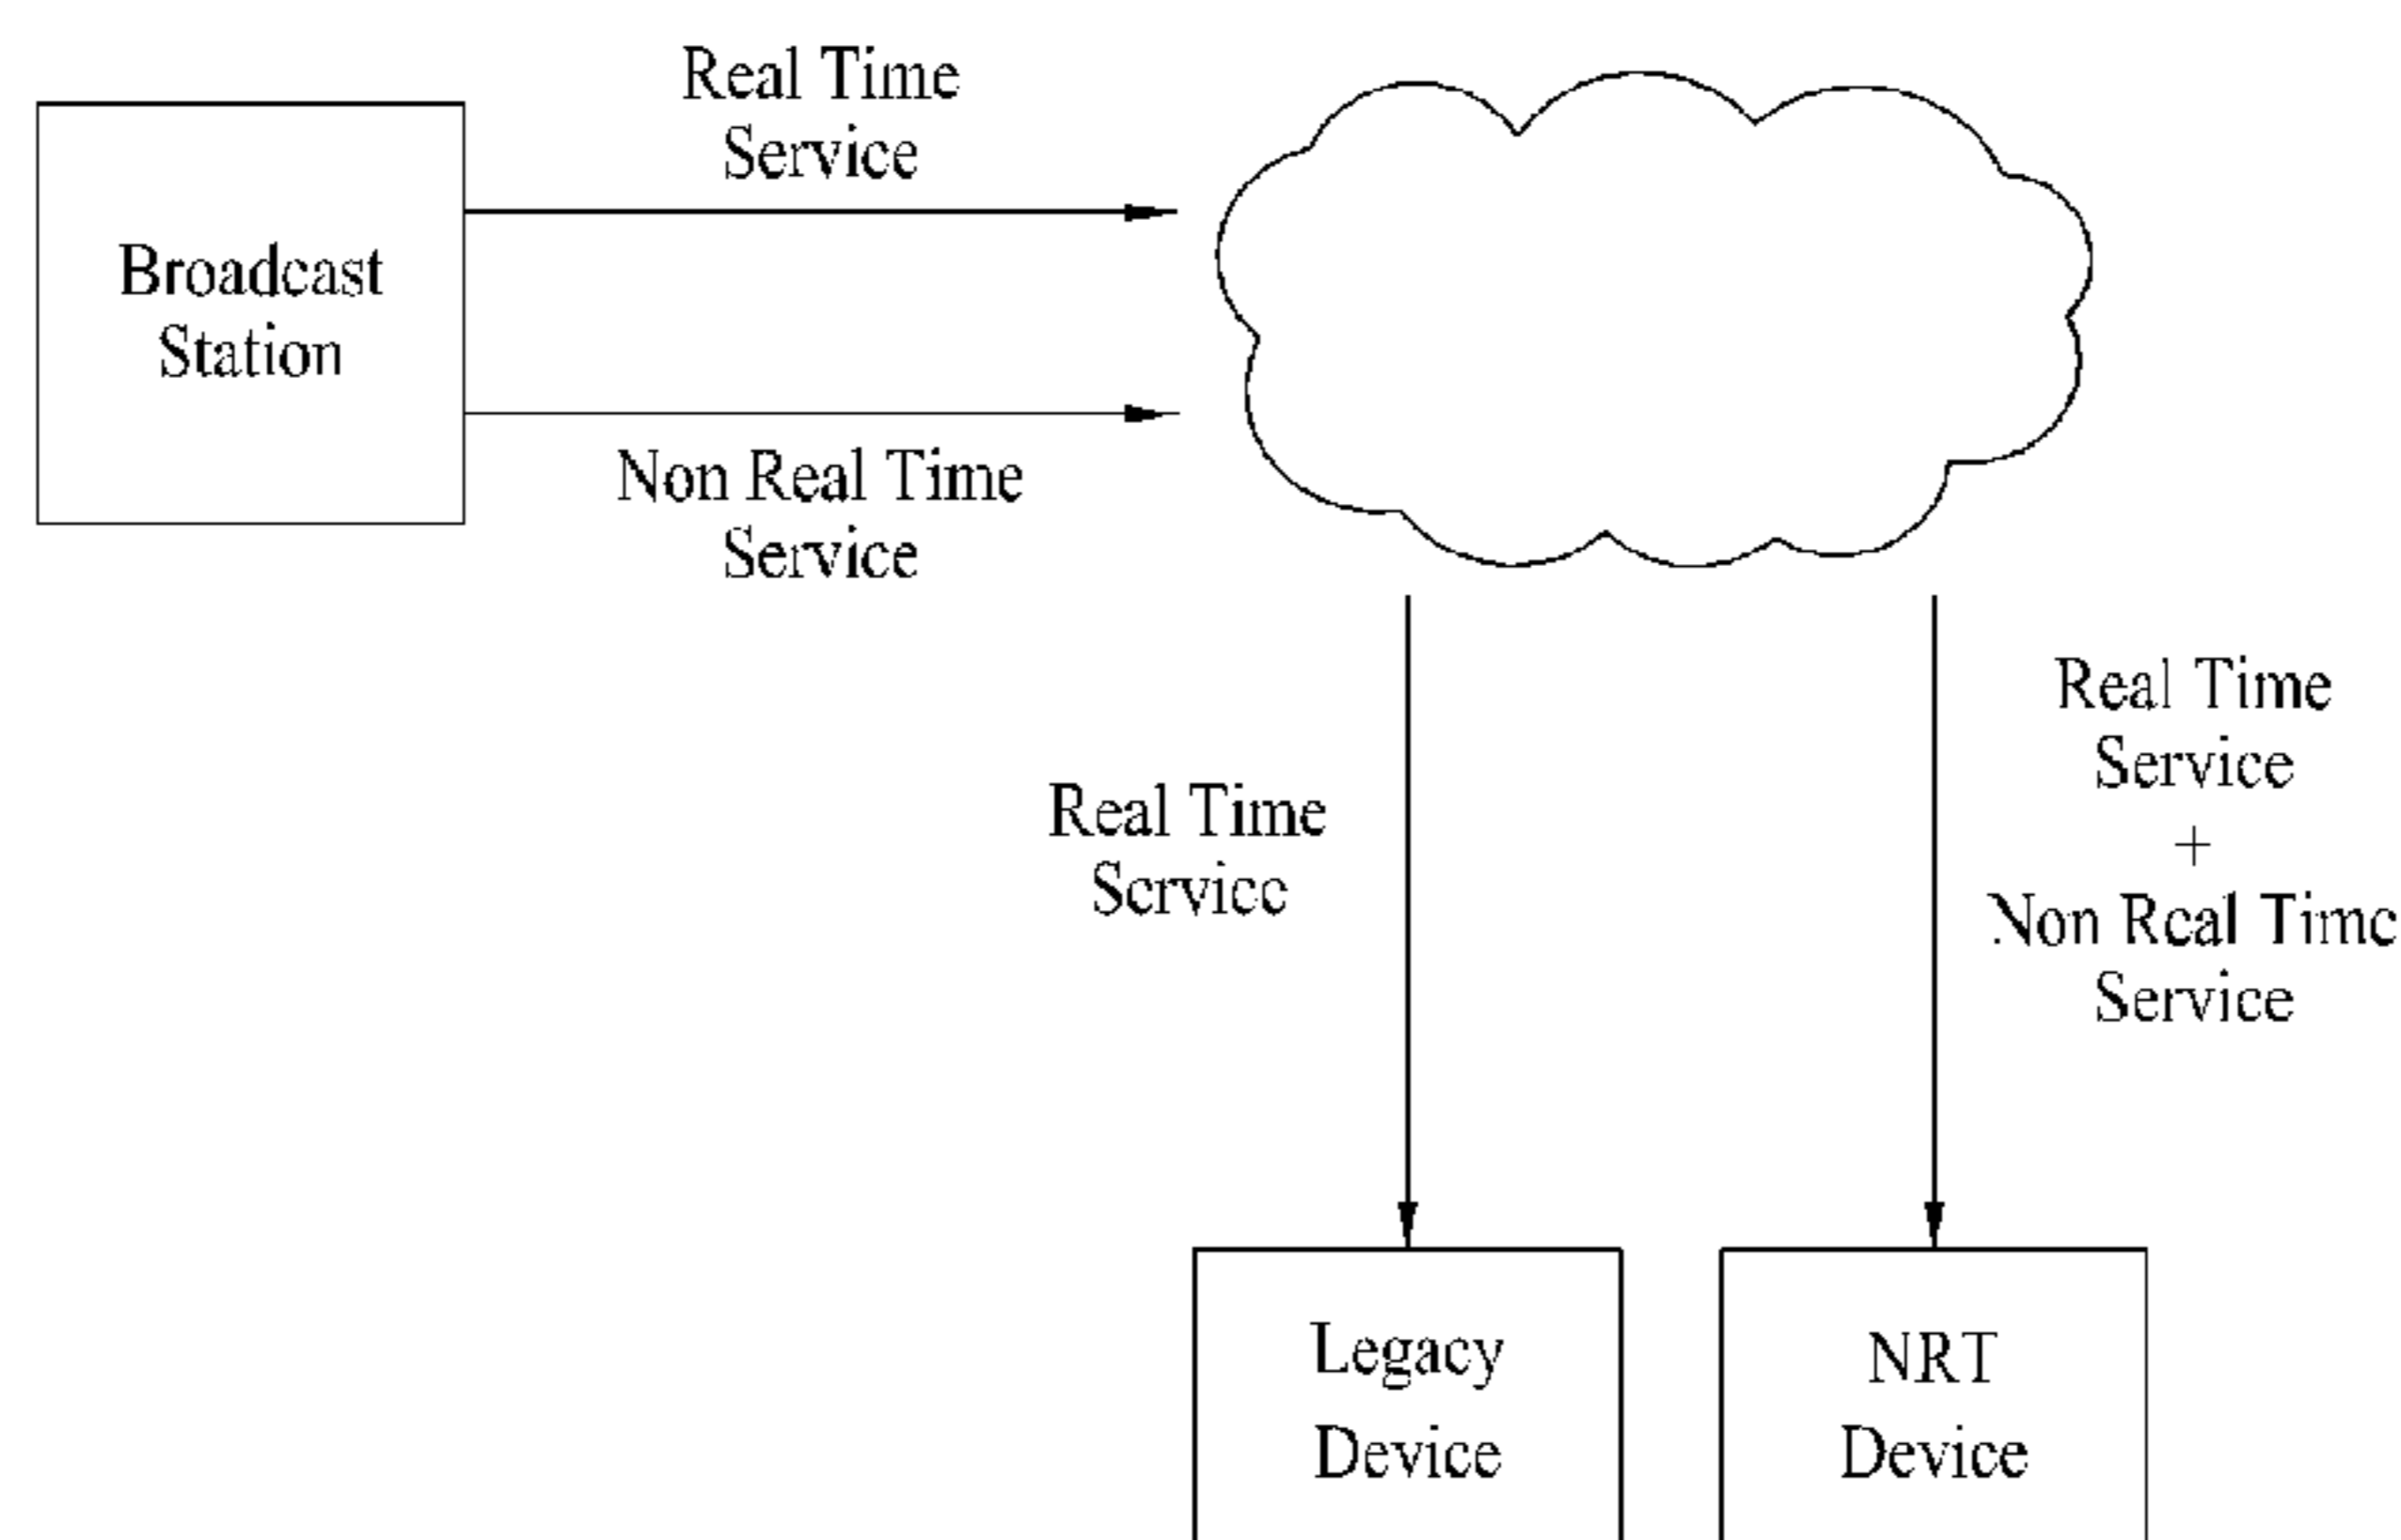 Real Time
Service
Broadcast
Station
Non Real Time
Service
Real Time
Service
Real Time
Service
+
Non Real Time
Service
Legacy
Device
NRT
Device